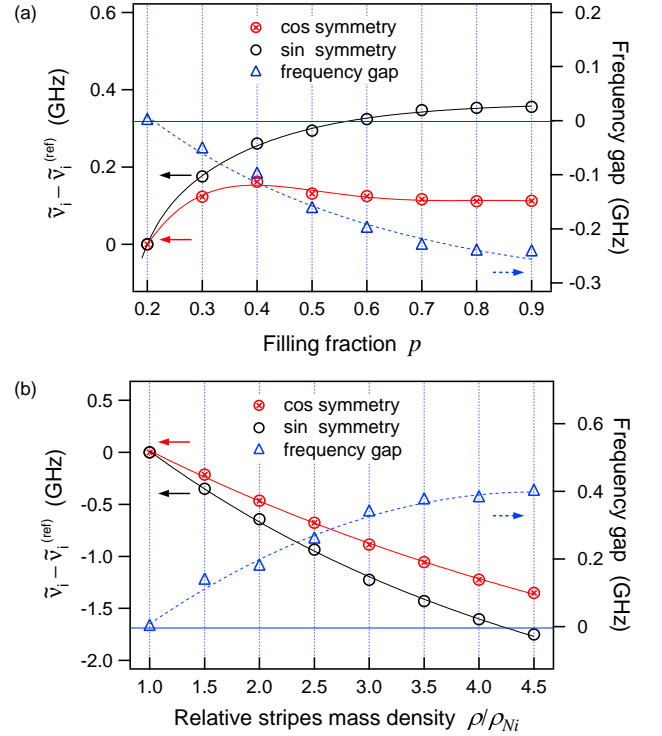 (a)
cos symmetry
sin symmetry
frequency gap
ṽi − ṽi(ref) (GHz)
0.6
0.4
0.2
0
Frequency gap (GHz)
0.2
0.1
0
-0.1
-0.2
-0.3
0.2 0.3 0.4 0.5 0.6 0.7 0.8 0.9
Filling fraction p
(b)
cos symmetry
sin symmetry
frequency gap
ṽi − ṽi(ref) (GHz)
0.5
0
-0.5
-1.0
-1.5
-2.0
Frequency gap (GHz)
0.6
0.4
0.2
0
1.0 1.5 2.0 2.5 3.0 3.5 4.0 4.5
Relative stripes mass density ρ/ρNi